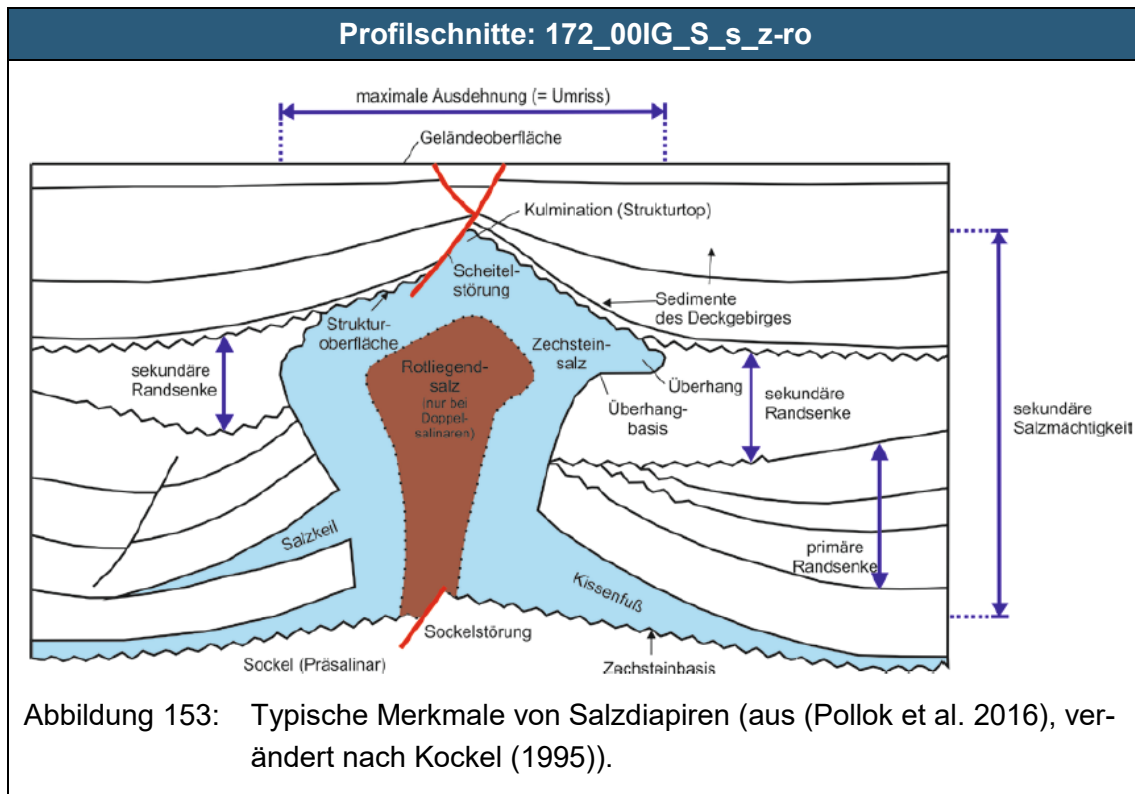 Profilschnitte: 172_00IG_S_s_z-ro
maximale Ausdehnung (= Umriss)
Geländeoberfläche
Kulmination (Strukturtop)
Scheitel-
störung
Sedimente
des Deckgebirges
Struktur-
oberfläche
Zechstein-
salz
sekundäre
Randsenke
Rotliegend-
salz
(nur bei
Doppel-
salinaren)
Überhang
Überhang-
basis
sekundäre
Randsenke
sekundäre
Salzmächtigkeit
Salzkeil
primäre
Randsenke
Kissenfuß
Sockelstörung
Sockel (Präsalinar)
Zechsteinbasis
Abbildung 153: Typische Merkmale von Salzdiapiren (aus (Pollok et al. 2016), ver-
ändert nach Kockel (1995)).